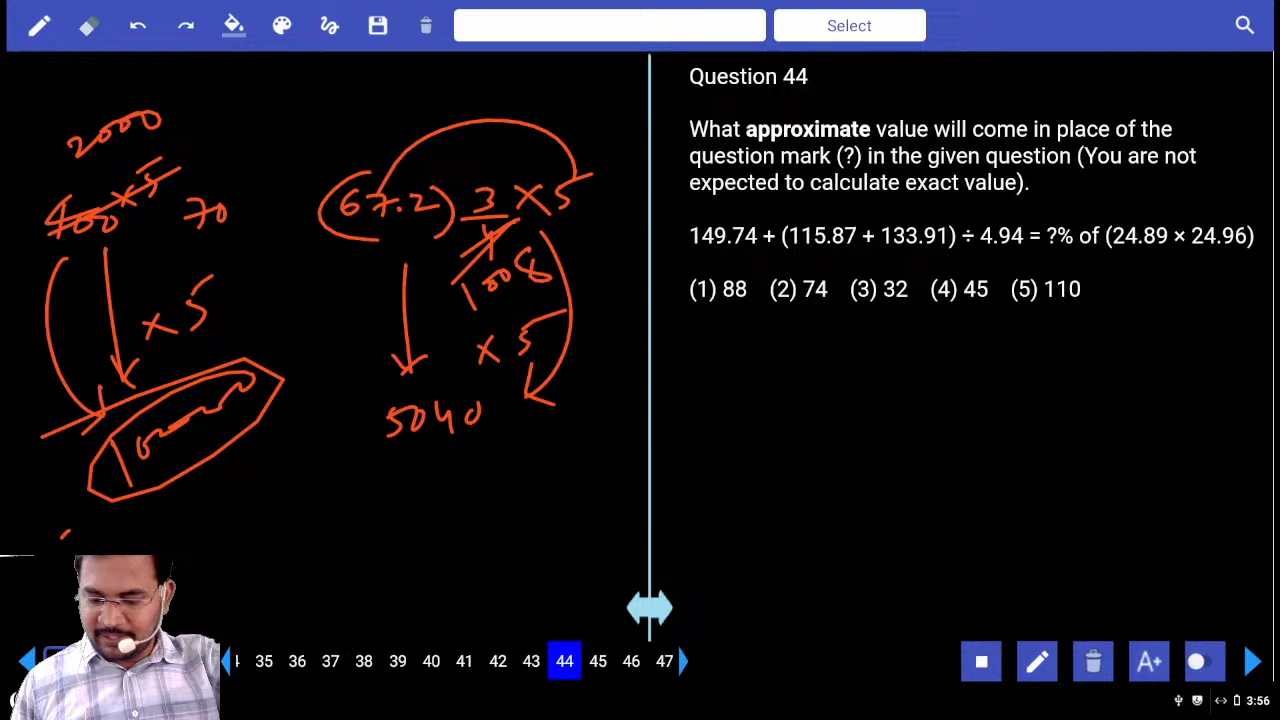 Select
2000
400 × 5
70
× 5
(67.2) 3/4 × 5
100 8
× 5
5040
Question 44
What approximate value will come in place of the
question mark (?) in the given question (You are not
expected to calculate exact value).
149.74 + (115.87 + 133.91) ÷ 4.94 = ?% of (24.89 × 24.96)
(1) 88 (2) 74 (3) 32 (4) 45 (5) 110
35 36 37 38 39 40 41 42 43 44 45 46 47
A+
3:56